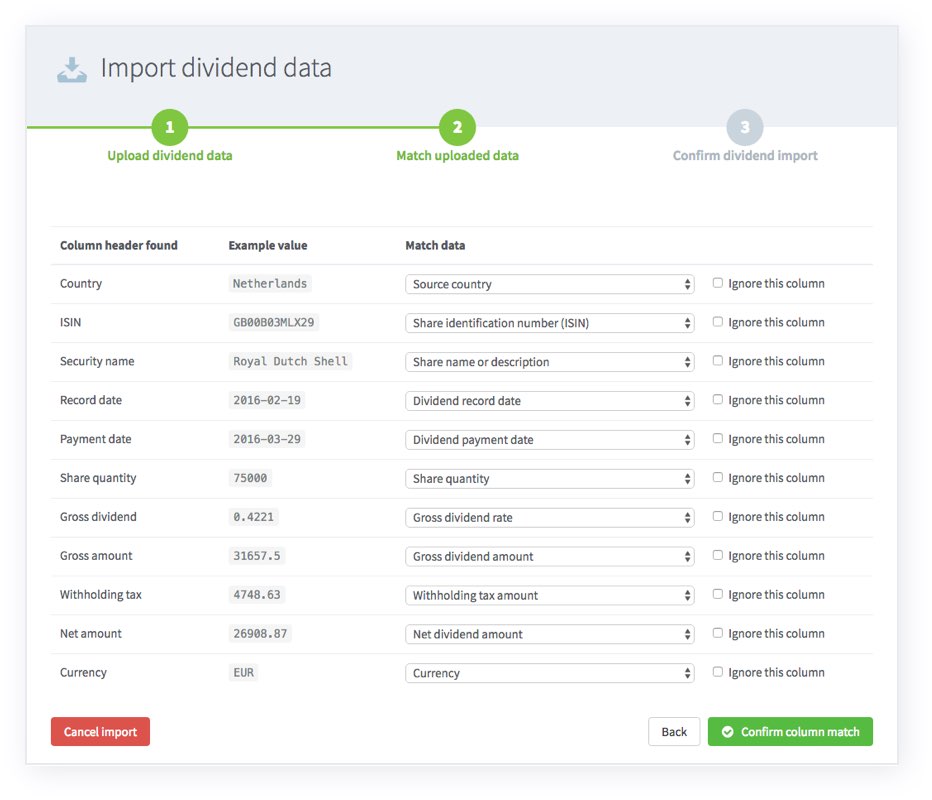 Import dividend data
1 2 3
Upload dividend data Match uploaded data Confirm dividend import
Column header found Example value Match data
Country Netherlands Source country Ignore this column
ISIN GB00B03MLX29 Share identification number (ISIN) Ignore this column
Security name Royal Dutch Shell Share name or description Ignore this column
Record date 2016-02-19 Dividend record date Ignore this column
Payment date 2016-03-29 Dividend payment date Ignore this column
Share quantity 75000 Share quantity Ignore this column
Gross dividend 0.4221 Gross dividend rate Ignore this column
Gross amount 31657.5 Gross dividend amount Ignore this column
Withholding tax 4748.63 Withholding tax amount Ignore this column
Net amount 26908.87 Net dividend amount Ignore this column
Currency EUR Currency Ignore this column
Cancel import Back Confirm column match